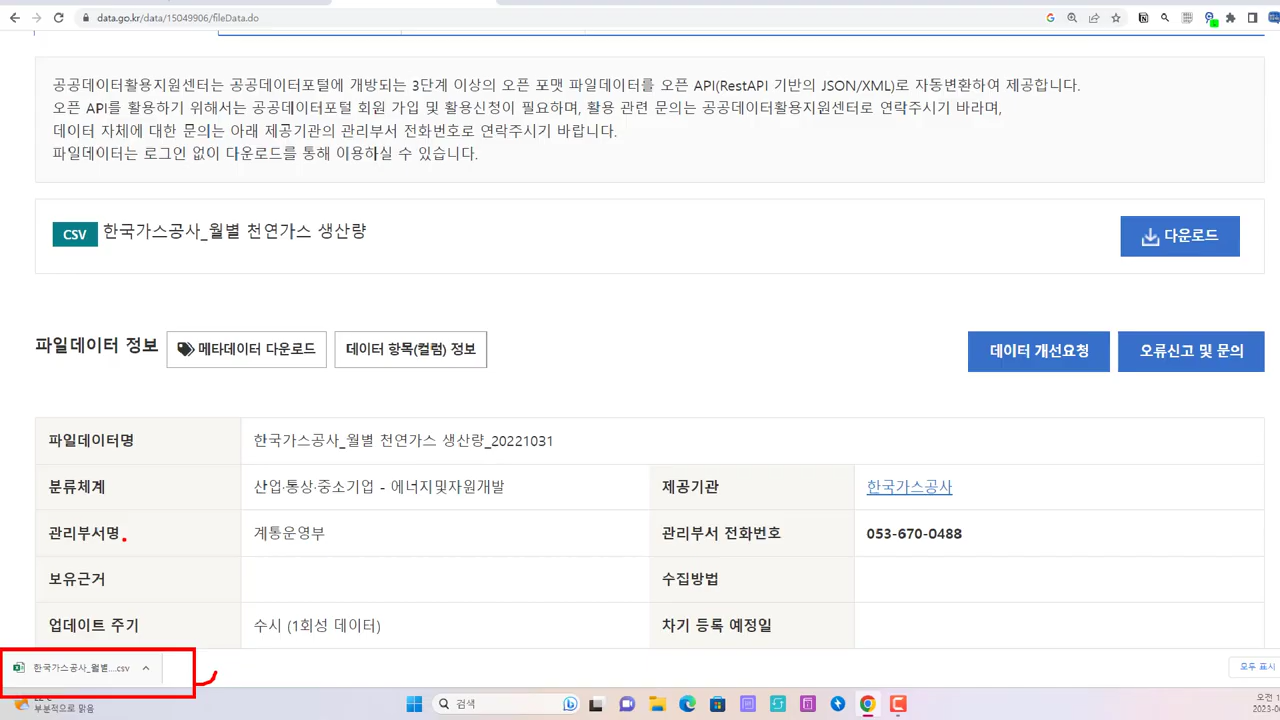 data.go.kr/data/15049906/fileData.do
공공데이터활용지원센터는 공공데이터포털에 개방되는 3단계 이상의 오픈 포맷 파일데이터를 오픈 API(RestAPI 기반의 JSON/XML)로 자동변환하여 제공합니다.
오픈 API를 활용하기 위해서는 공공데이터포털 회원 가입 및 활용신청이 필요하며, 활용 관련 문의는 공공데이터활용지원센터로 연락주시기 바라며,
데이터 자체에 대한 문의는 아래 제공기관의 관리부서 전화번호로 연락주시기 바랍니다.
파일데이터는 로그인 없이 다운로드를 통해 이용하실 수 있습니다.
CSV 한국가스공사_월별 천연가스 생산량
다운로드
파일데이터 정보 메타데이터 다운로드 데이터 항목(컬럼) 정보 데이터 개선요청 오류신고 및 문의
파일데이터명 한국가스공사_월별 천연가스 생산량_20221031
분류체계 산업·통상·중소기업 - 에너지및자원개발 제공기관 한국가스공사
관리부서명 계통운영부 관리부서 전화번호 053-670-0488
보유근거 수집방법
업데이트 주기 수시 (1회성 데이터) 차기 등록 예정일
한국가스공사_월별....csv 모두 표시
부분적으로 맑음 검색